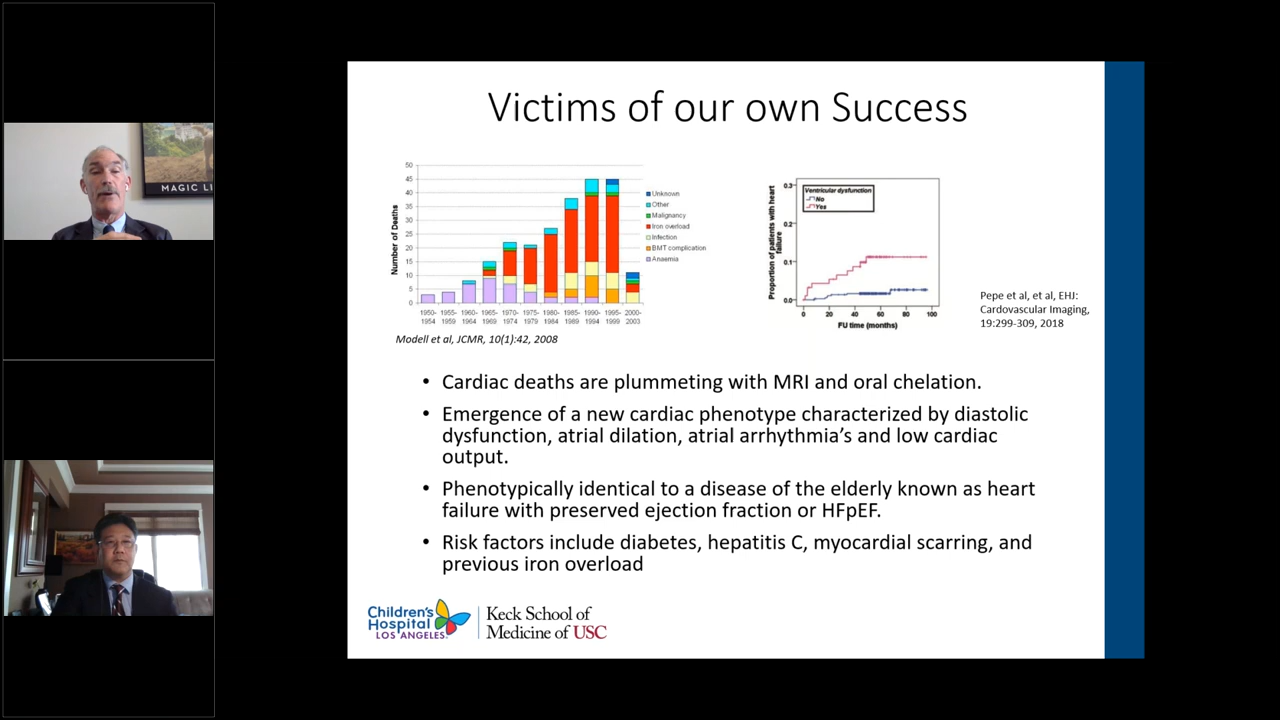 MAGIC LI
Victims of our own Success
Number of Deaths
50
45
40
35
30
25
20
15
10
5
0
1950-
1954
1955-
1959
1960-
1964
1965-
1969
1970-
1974
1975-
1979
1980-
1984
1985-
1989
1990-
1994
1995-
1999
2000-
2003
Unknown
Other
Malignancy
Iron overload
Infection
BMT complication
Anaemia
Modell et al, JCMR, 10(1):42, 2008
Proportion of patients with heart
failure
0.3
0.2
0.1
0.0
Ventricular dysfunction
No
Yes
0
20
40
60
80
100
FU time (months)
Pepe et al, et al, EHJ:
Cardiovascular Imaging,
19:299-309, 2018
• Cardiac deaths are plummeting with MRI and oral chelation.
• Emergence of a new cardiac phenotype characterized by diastolic
dysfunction, atrial dilation, atrial arrhythmia’s and low cardiac
output.
• Phenotypically identical to a disease of the elderly known as heart
failure with preserved ejection fraction or HFpEF.
• Risk factors include diabetes, hepatitis C, myocardial scarring, and
previous iron overload
Children's
Hospital
LOS ANGELES
Keck School of
Medicine of USC